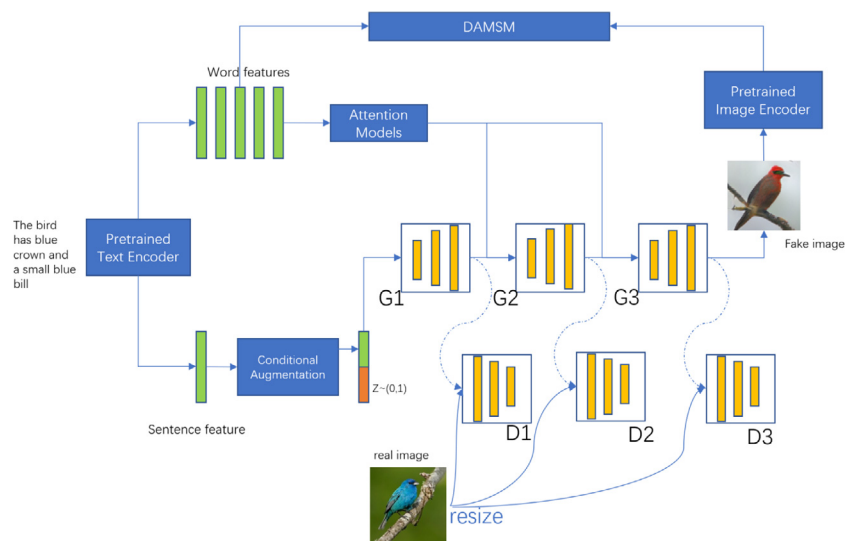 DAMSM
Word features
Attention
Models
Pretrained
Image Encoder
The bird
has blue
crown and
a small blue
bill
Pretrained
Text Encoder
Fake image
G1
G2
G3
Conditional
Augmentation
Z~(0,1)
Sentence feature
D1
D2
D3
real image
resize